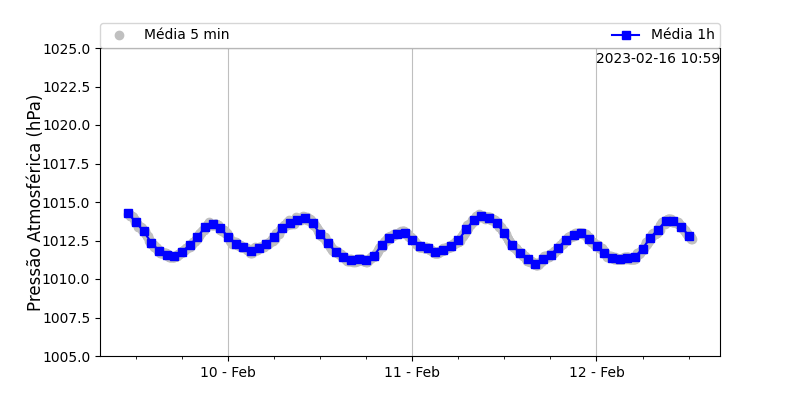 Média 5 min
Média 1h
2023-02-16 10:59
Pressão Atmosférica (hPa)
1025.0
1022.5
1020.0
1017.5
1015.0
1012.5
1010.0
1007.5
1005.0
10 - Feb
11 - Feb
12 - Feb